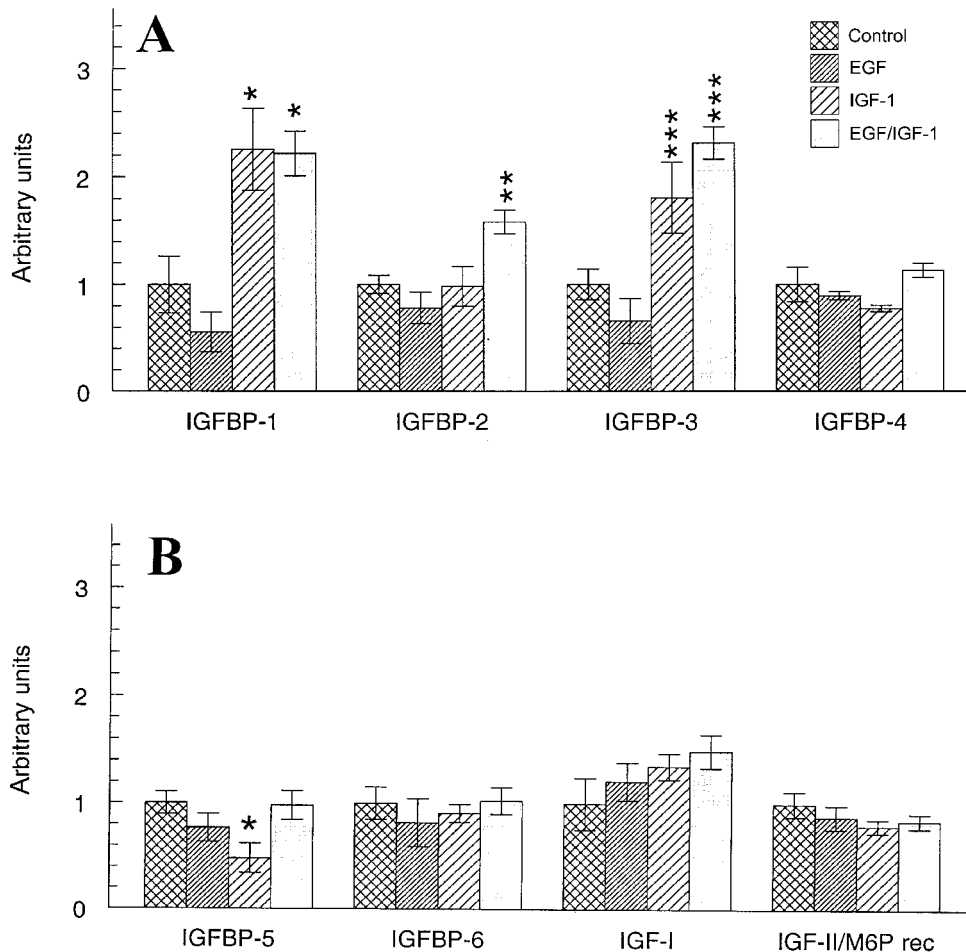 A
Control
EGF
IGF-1
EGF/IGF-1
Arbitrary units
3
2
1
0
*
*
**
***
***
IGFBP-1 IGFBP-2 IGFBP-3 IGFBP-4
B
Arbitrary units
3
2
1
0
*
IGFBP-5 IGFBP-6 IGF-I IGF-II/M6P rec